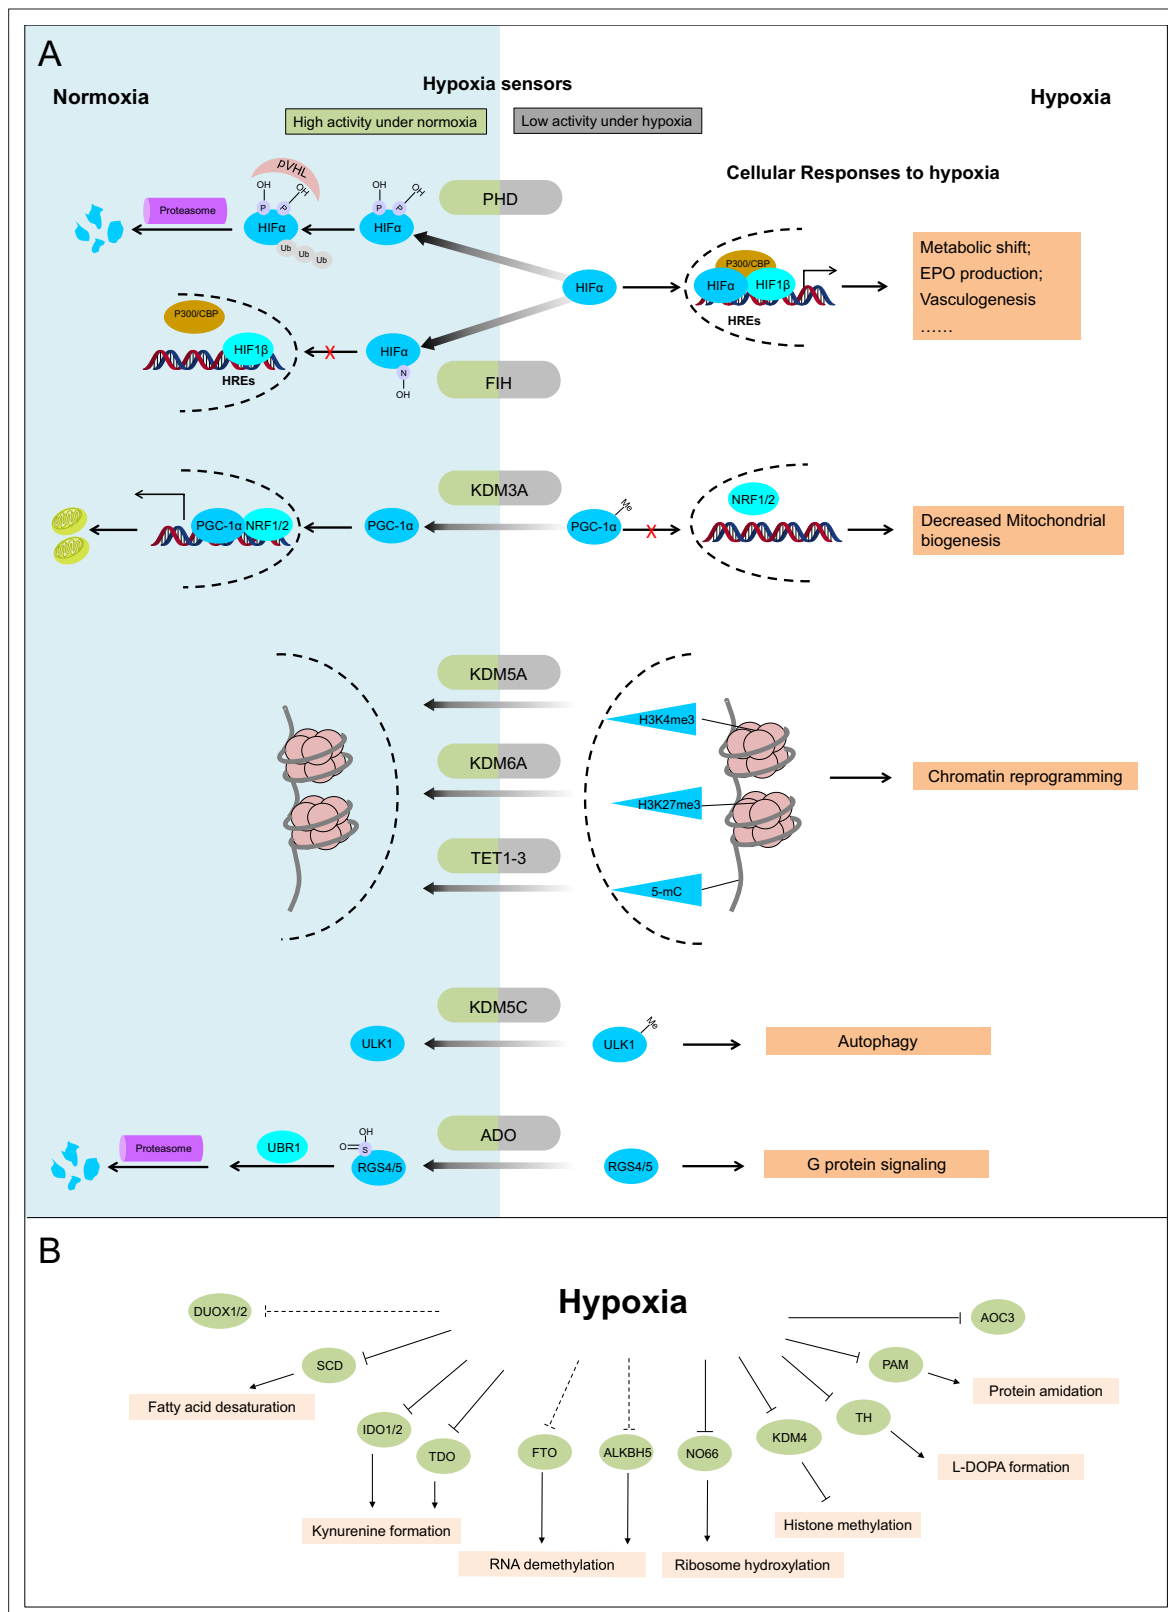 A
Normoxia
Hypoxia sensors
Hypoxia
High activity under normoxia
Low activity under hypoxia
Cellular Responses to hypoxia
pVHL
OH
OH
OH
OH
PHD
Proteasome
P
P
P
P
HIFα
HIFα
Ub
Ub
Ub
HIFα
P300/CBP
HIFα
HIF1β
HREs
Metabolic shift;
EPO production;
Vasculogenesis
......
P300/CBP
HIF1β
HREs
X
HIFα
N
OH
FIH
KDM3A
PGC-1α
NRF1/2
PGC-1α
Me
PGC-1α
X
NRF1/2
Decreased Mitochondrial
biogenesis
KDM5A
H3K4me3
KDM6A
H3K27me3
Chromatin reprogramming
TET1-3
5-mC
KDM5C
ULK1
Me
ULK1
Autophagy
ADO
Proteasome
UBR1
OH
O
S
RGS4/5
RGS4/5
G protein signaling
B
Hypoxia
DUOX1/2
AOC3
SCD
PAM
Fatty acid desaturation
Protein amidation
IDO1/2
TDO
FTO
ALKBH5
NO66
KDM4
TH
L-DOPA formation
Kynurenine formation
Histone methylation
RNA demethylation
Ribosome hydroxylation